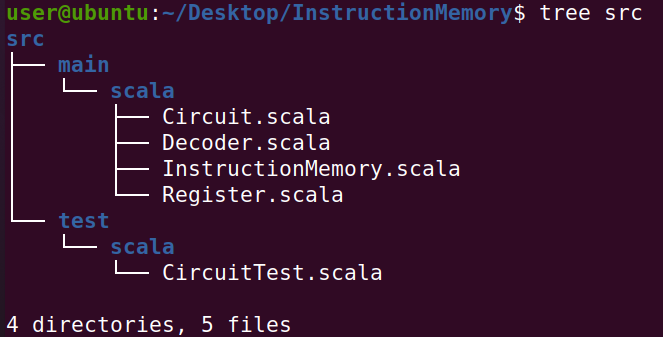 user@ubuntu:~/Desktop/InstructionMemory$ tree src
src
├── main
│   └── scala
│       ├── Circuit.scala
│       ├── Decoder.scala
│       ├── InstructionMemory.scala
│       └── Register.scala
└── test
    └── scala
        └── CircuitTest.scala

4 directories, 5 files